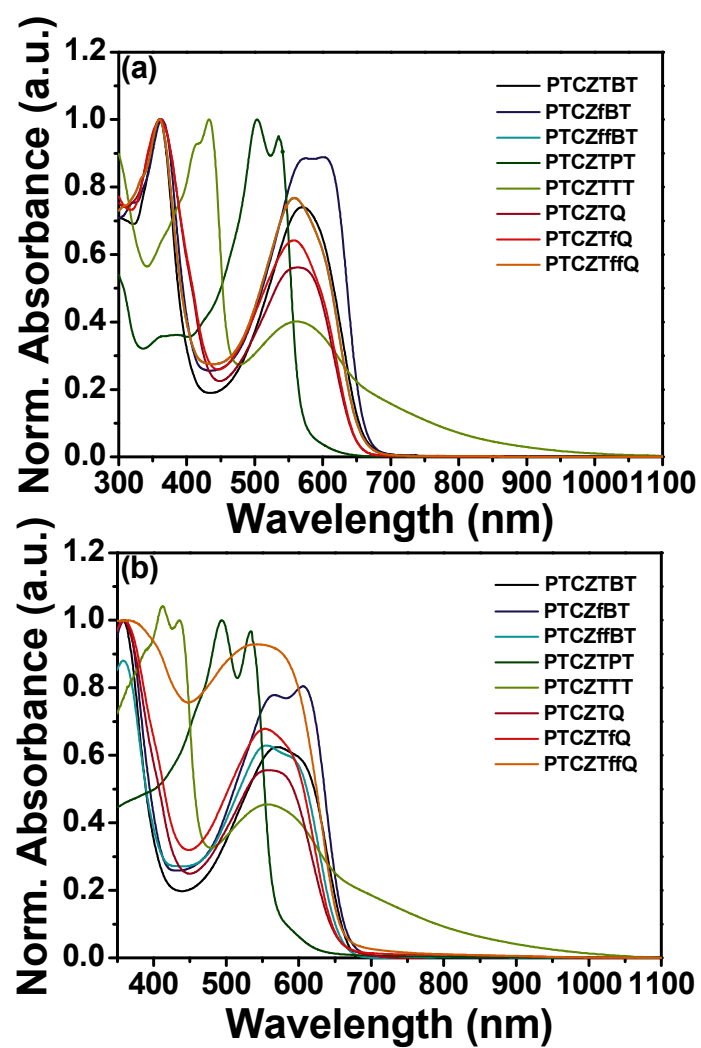 Norm. Absorbance (a.u.)
1.2
1.0
0.8
0.6
0.4
0.2
0.0
(a)
PTCZTBT
PTCZfBT
PTCZffBT
PTCZTPT
PTCZTTT
PTCZTQ
PTCZTfQ
PTCZTffQ
300 400 500 600 700 800 900 1000 1100
Wavelength (nm)
Norm. Absorbance (a.u.)
1.2
1.0
0.8
0.6
0.4
0.2
0.0
(b)
PTCZTBT
PTCZfBT
PTCZffBT
PTCZTPT
PTCZTTT
PTCZTQ
PTCZTfQ
PTCZTffQ
400 500 600 700 800 900 1000 1100
Wavelength (nm)